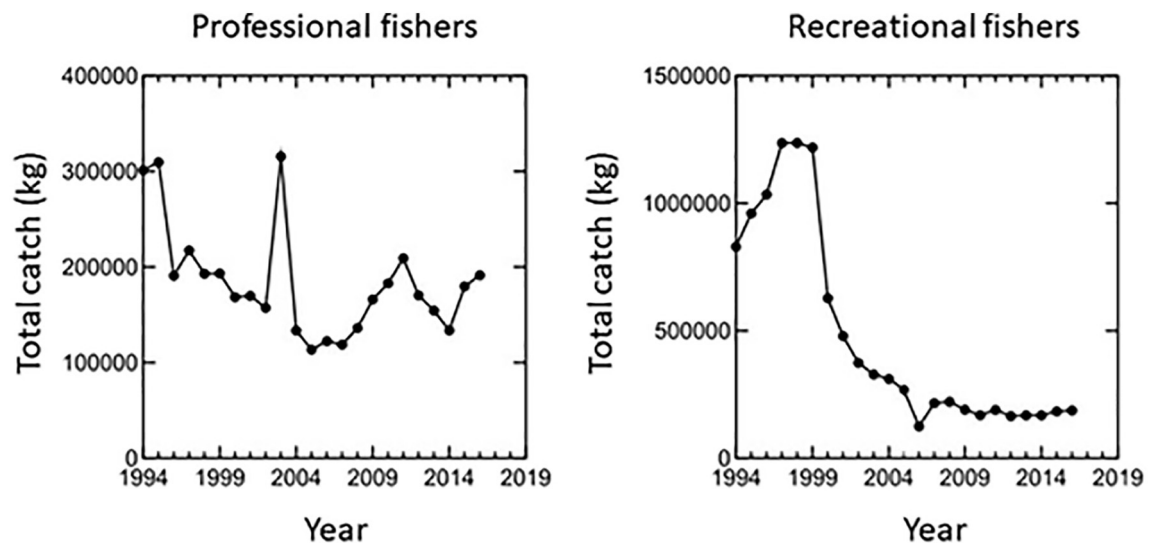 Professional fishers
Total catch (kg)
400000
300000
200000
100000
0
1994 1999 2004 2009 2014 2019
Year
Recreational fishers
Total catch (kg)
1500000
1000000
500000
0
1994 1999 2004 2009 2014 2019
Year